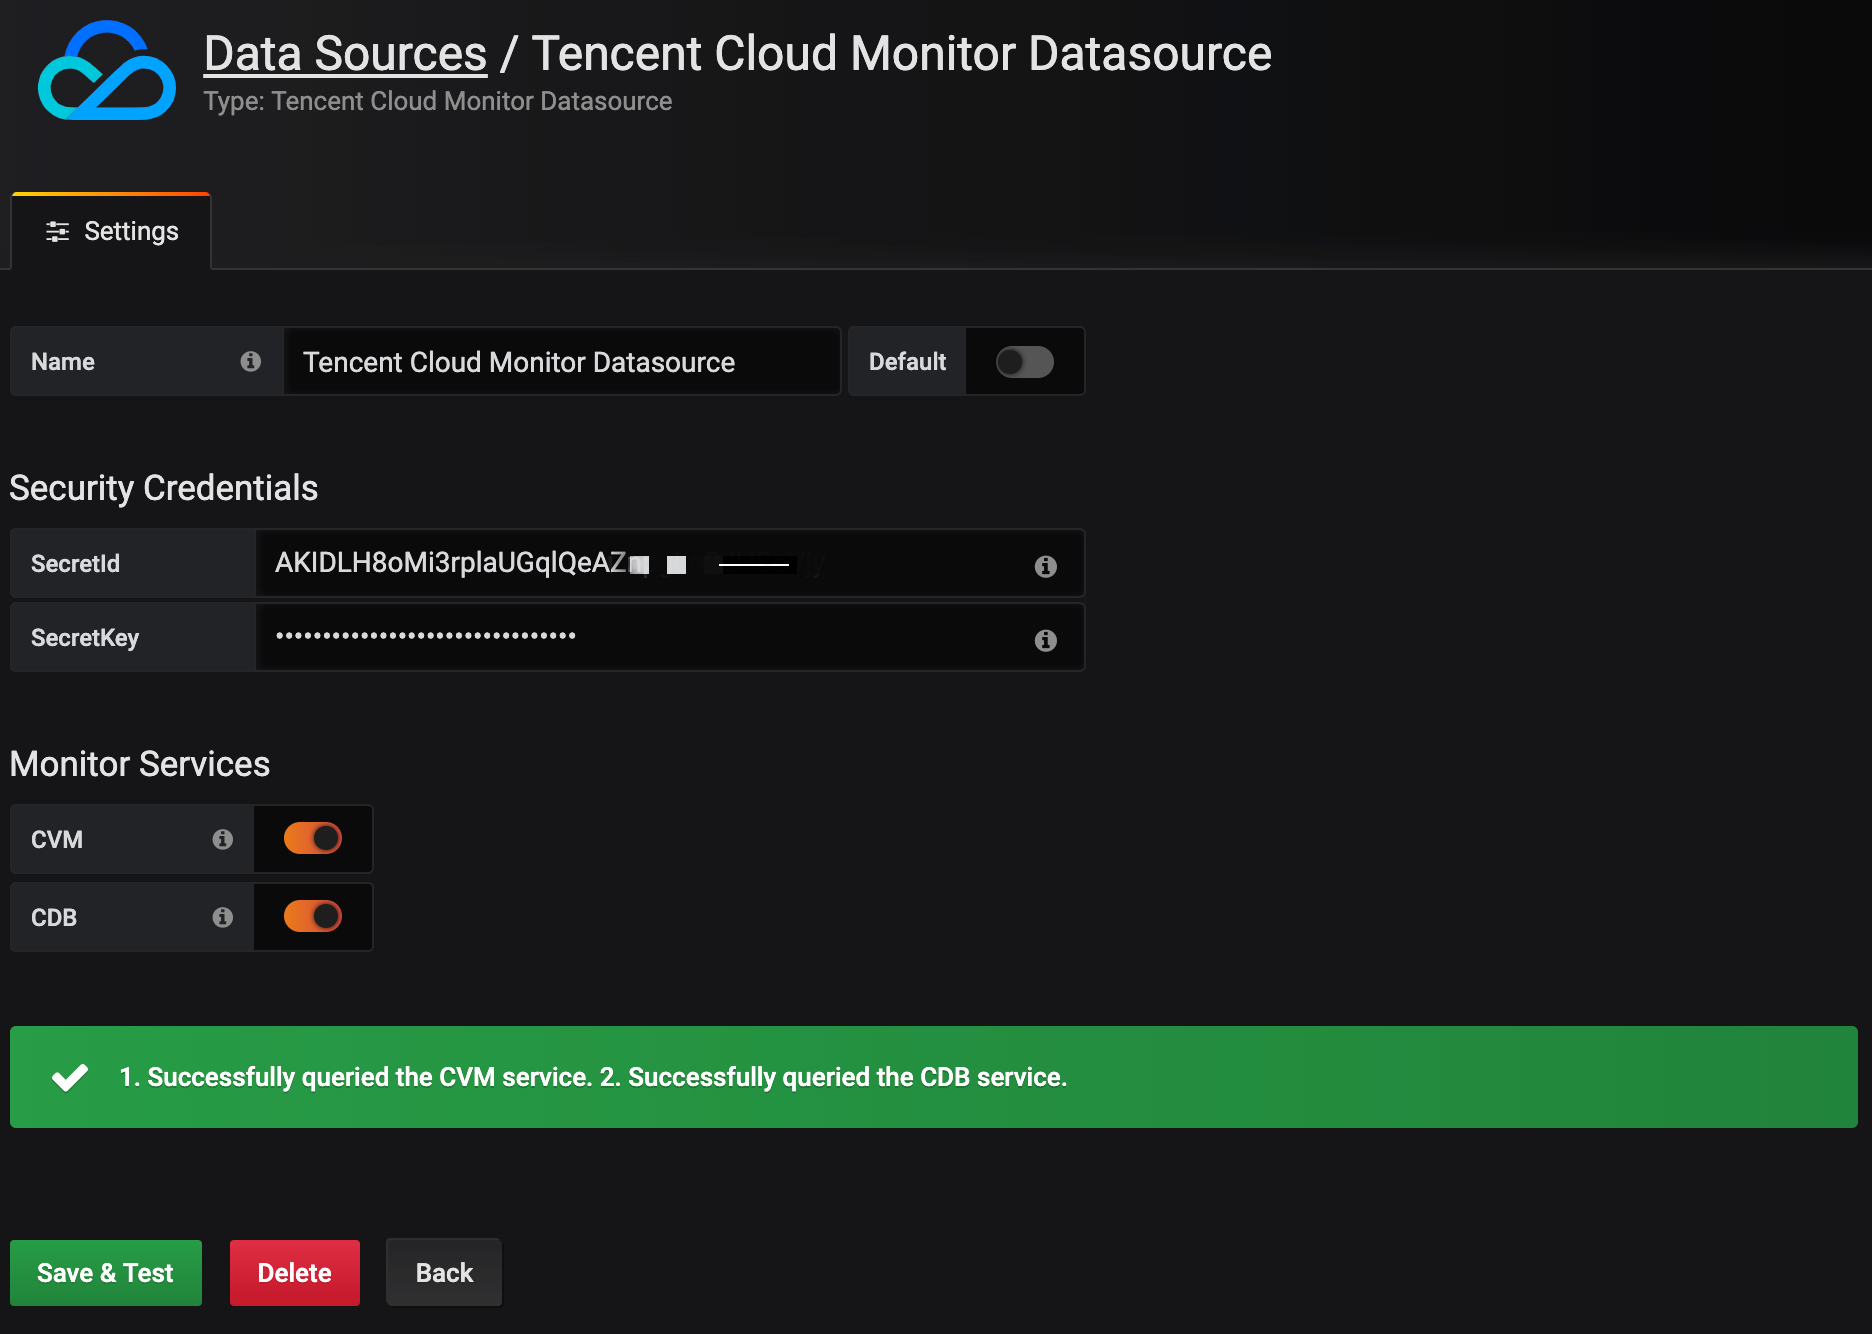 Data Sources / Tencent Cloud Monitor Datasource
Type: Tencent Cloud Monitor Datasource
Settings
Name
Tencent Cloud Monitor Datasource
Default
Security Credentials
SecretId
SecretKey
••••••••••••••••••••••••••••••••
Monitor Services
CVM
CDB
1. Successfully queried the CVM service. 2. Successfully queried the CDB service.
Save & Test
Delete
Back